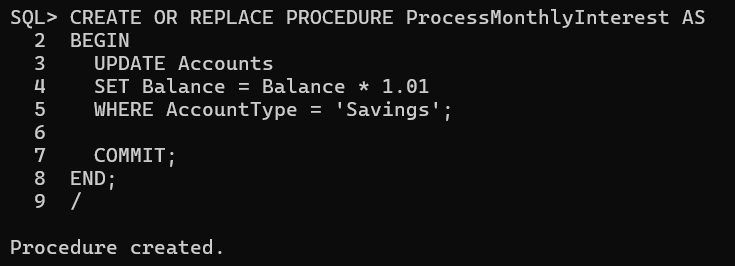 SQL> CREATE OR REPLACE PROCEDURE ProcessMonthlyInterest AS
  2  BEGIN
  3    UPDATE Accounts
  4    SET Balance = Balance * 1.01
  5    WHERE AccountType = 'Savings';
  6
  7    COMMIT;
  8  END;
  9  /
Procedure created.